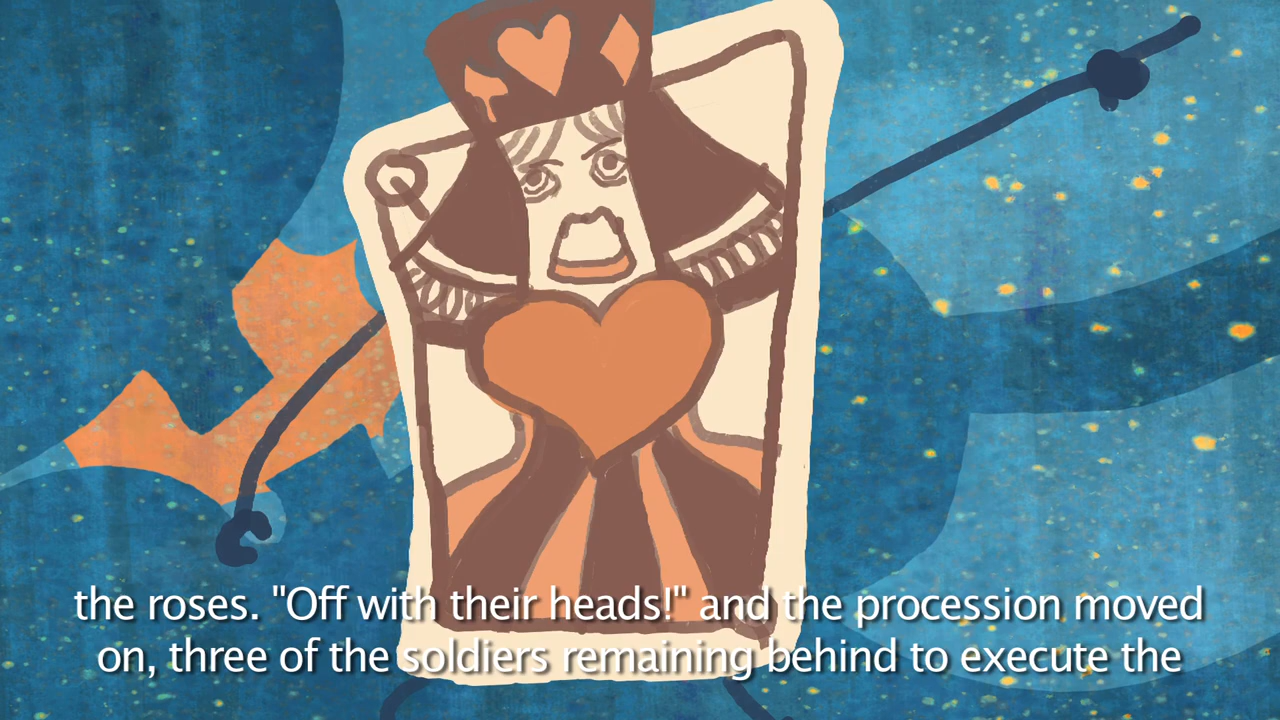 the roses. "Off with their heads!" and the procession moved
on, three of the soldiers remaining behind to execute the